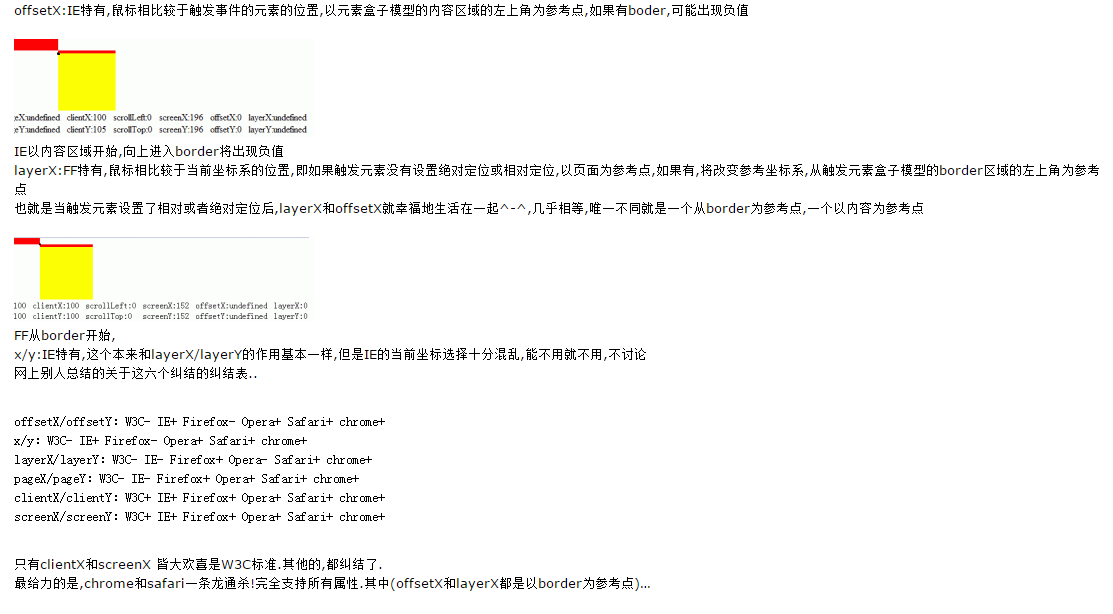 offsetX:IE特有,鼠标相比较于触发事件的元素的位置,以元素盒子模型的内容区域的左上角为参考点,如果有boder,可能出现负值
eX:undefined clientX:100 scrollLeft:0 screenX:196 offsetX:0 layerX:undefined
eY:undefined clientY:105 scrollTop:0 screenY:196 offsetY:0 layerY:undefined
IE以内容区域开始,向上进入border将出现负值
layerX:FF特有,鼠标相比较于当前坐标系的位置,即如果触发元素没有设置绝对定位或相对定位,以页面为参考点,如果有,将改变参考坐标系,从触发元素盒子模型的border区域的左上角为参考
点
也就是当触发元素设置了相对或者绝对定位后,layerX和offsetX就幸福地生活在一起^-^,几乎相等,唯一不同就是一个从border为参考点,一个以内容为参考点
100 clientX:100 scrollLeft:0 screenX:152 offsetX:undefined layerX:0
100 clientY:100 scrollTop:0 screenY:152 offsetY:undefined layerY:0
FF从border开始,
x/y:IE特有,这个本来和layerX/layerY的作用基本一样,但是IE的当前坐标选择十分混乱,能不用就不用,不讨论
网上别人总结的关于这六个纠结的纠结表..
offsetX/offsetY: W3C- IE+ Firefox- Opera+ Safari+ chrome+
x/y: W3C- IE+ Firefox- Opera+ Safari+ chrome+
layerX/layerY: W3C- IE- Firefox+ Opera- Safari+ chrome+
pageX/pageY: W3C- IE- Firefox+ Opera+ Safari+ chrome+
clientX/clientY: W3C+ IE+ Firefox+ Opera+ Safari+ chrome+
screenX/screenY: W3C+ IE+ Firefox+ Opera+ Safari+ chrome+
只有clientX和screenX 皆大欢喜是W3C标准.其他的,都纠结了.
最给力的是,chrome和safari一条龙通杀!完全支持所有属性.其中(offsetX和layerX都是以border为参考点)...